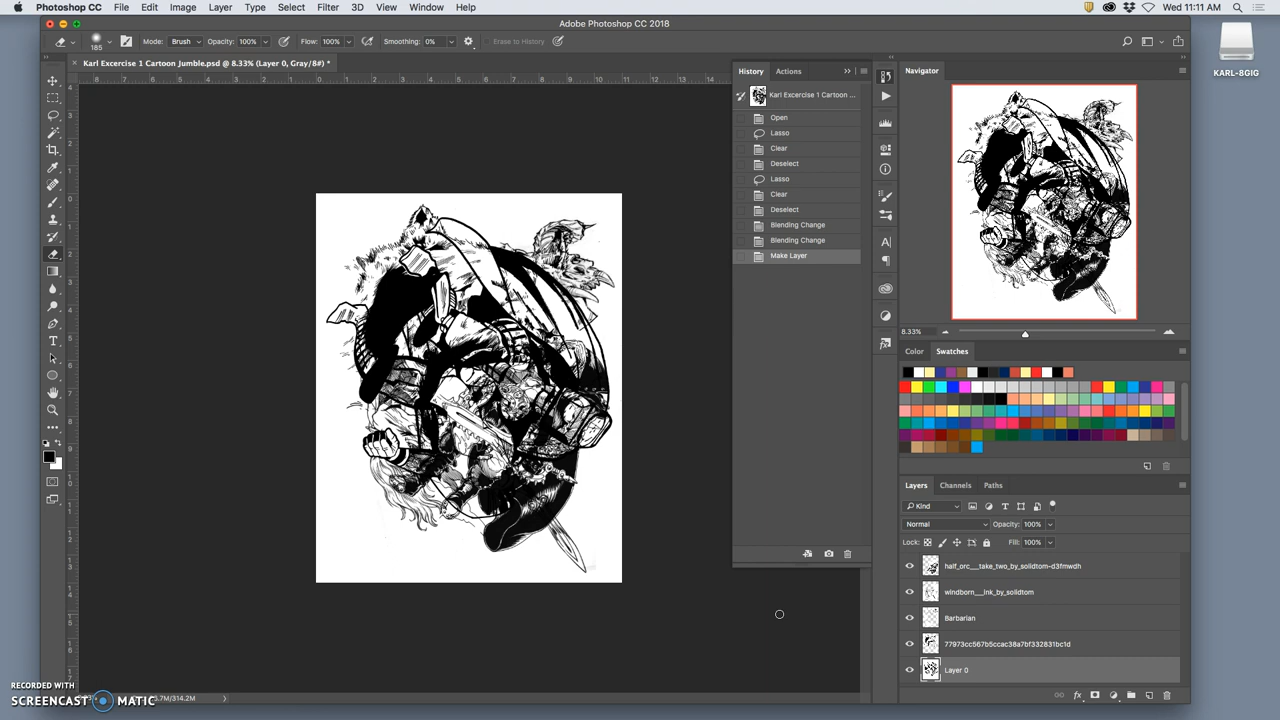 Photoshop CC File Edit Image Layer Type Select Filter 3D View Window Help
Wed 11:11 AM
Adobe Photoshop CC 2018
185 Mode: Brush Opacity: 100% Flow: 100% Smoothing: 0% Erase to History
Karl Excercise 1 Cartoon Jumble.psd @ 8.33% (Layer 0, Gray/8#) *
History Actions
Navigator
KARL-8GIG
Karl Excercise 1 Cartoon ...
Open
Lasso
Clear
Deselect
Lasso
Clear
Deselect
Blending Change
Blending Change
Make Layer
8.33%
Color Swatches
Layers Channels Paths
Kind
Normal Opacity: 100%
Lock: Fill: 100%
half_orc__take_two_by_solidtom-d3fmwdh
windborn__ink_by_solidtom
Barbarian
77973cc567b5ccac38a7bf332831bc1d
Layer 0
RECORDED WITH
SCREENCAST MATIC